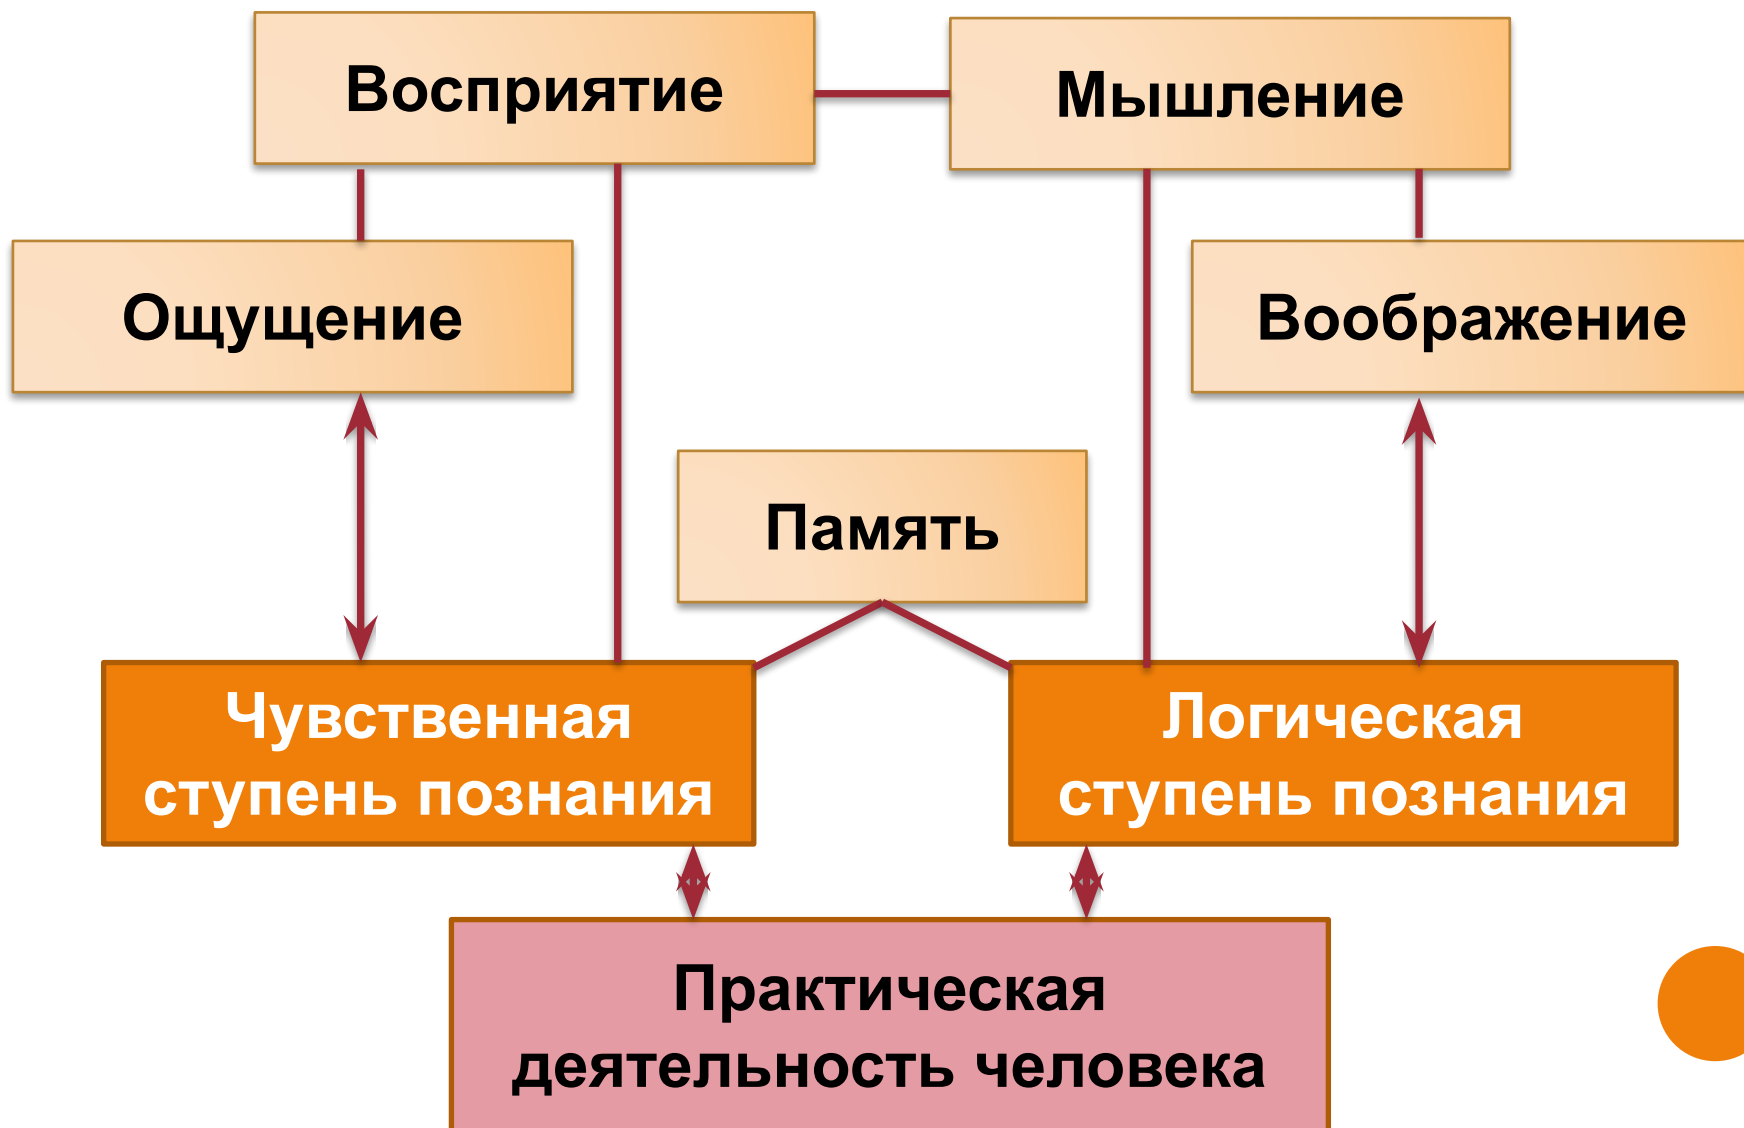 Восприятие
Мышление
Ощущение
Воображение
Память
Чувственная
ступень познания
Логическая
ступень познания
Практическая
деятельность человека